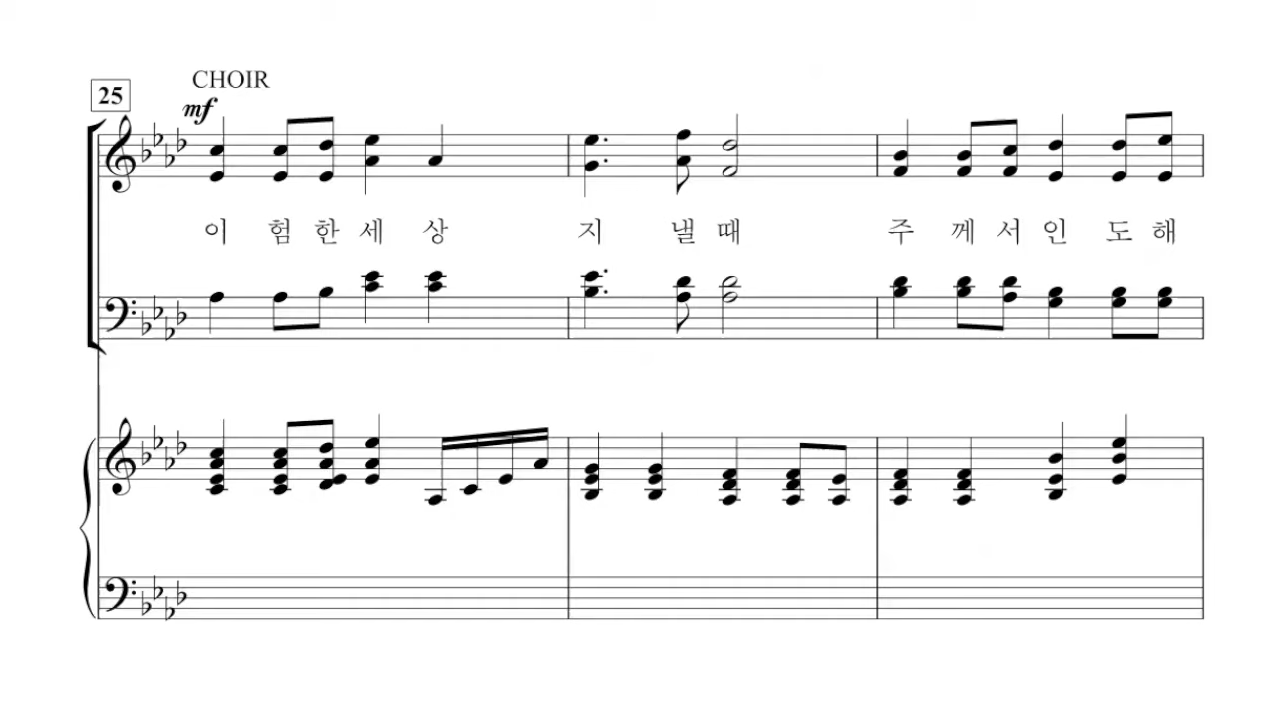 CHOIR
25
mf
이 험 한 세 상 지 낼 때 주 께 서 인 도 해